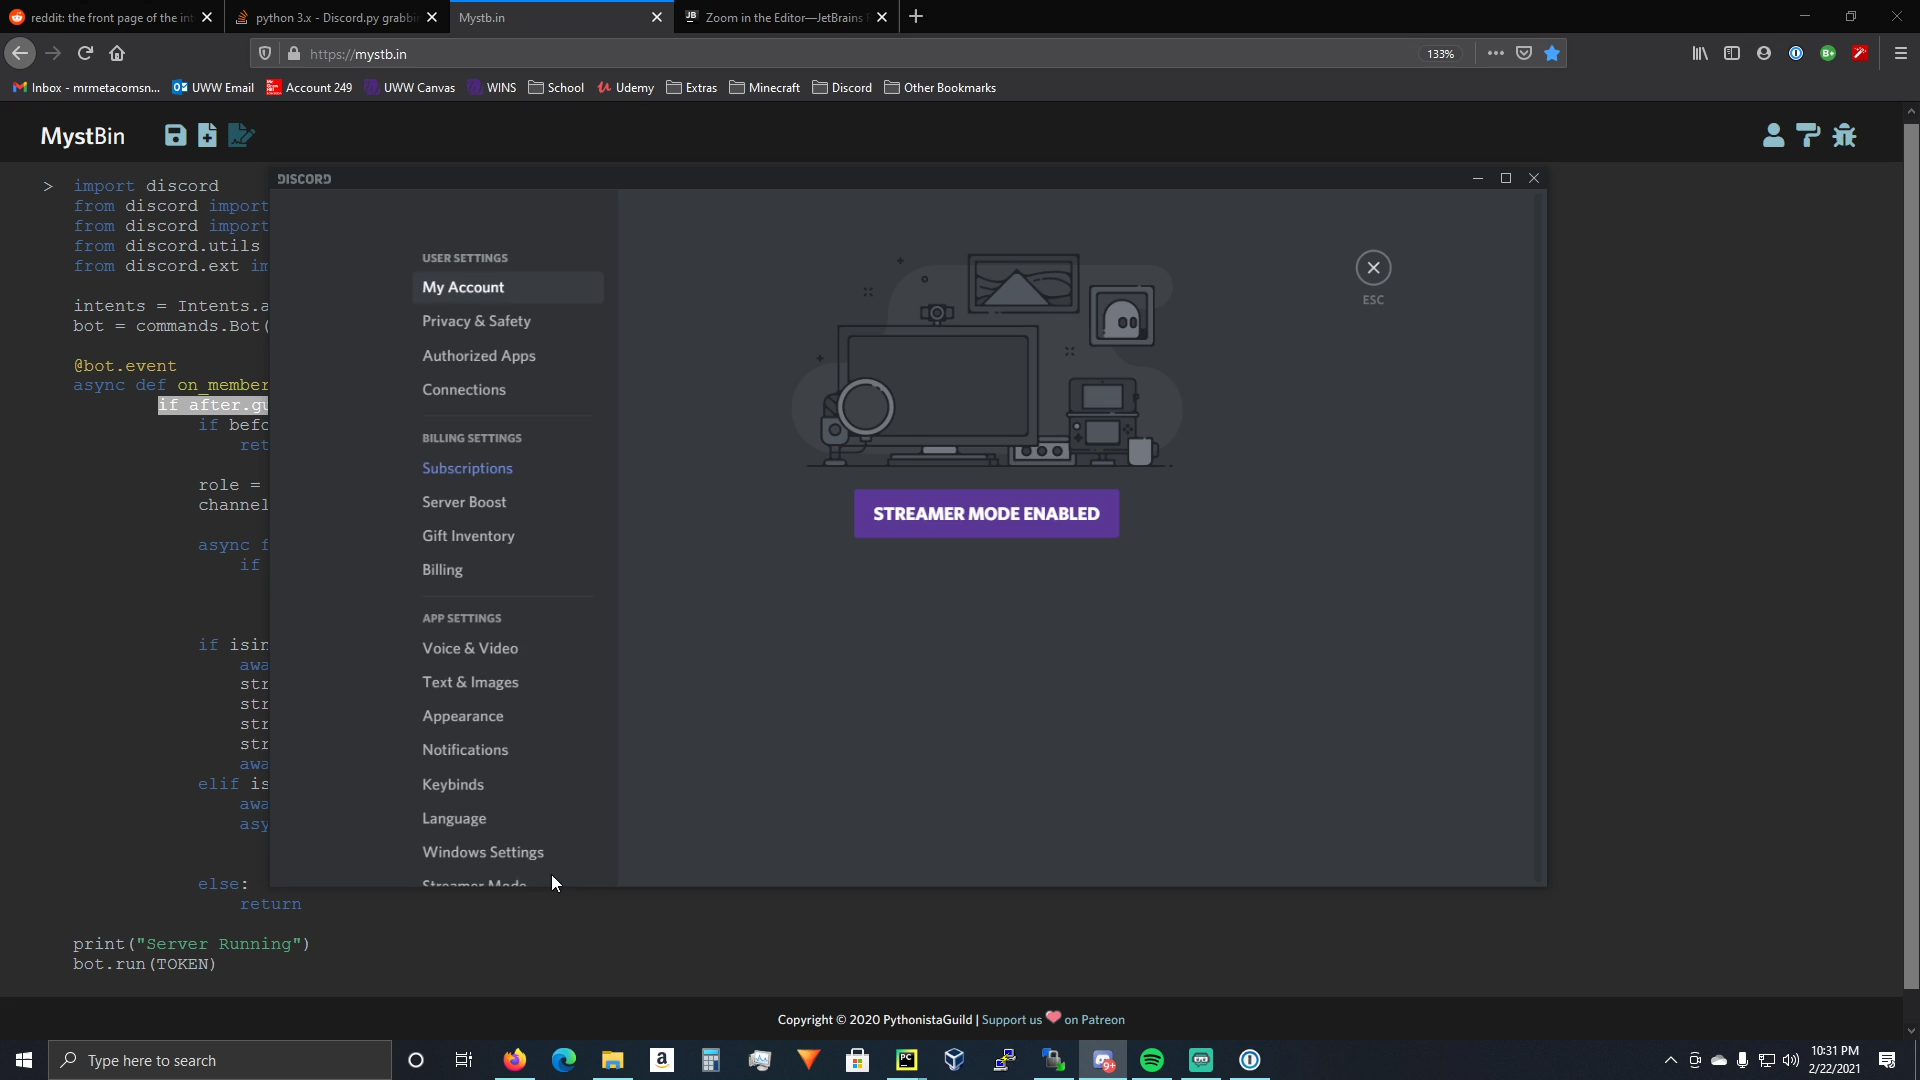 reddit: the front page of the int
python 3.x - Discord.py grabbin
Mystb.in
JB Zoom in the Editor—JetBrains
https://mystb.in
133%
Inbox - mrmetacomsn...
UWW Email
Account 249
UWW Canvas
WINS
School
Udemy
Extras
Minecraft
Discord
Other Bookmarks
MystBin
> import discord
from discord import
from discord import
from discord.utils
from discord.ext im
intents = Intents.a
bot = commands.Bot(
@bot.event
async def on_member
if after.gu
if befo
ret
role =
channel
async f
if
if isin
awa
str
str
str
str
awa
elif is
awa
asy
else:
return
print("Server Running")
bot.run(TOKEN)
DISCORD
USER SETTINGS
My Account
Privacy & Safety
Authorized Apps
Connections
BILLING SETTINGS
Subscriptions
Server Boost
Gift Inventory
Billing
APP SETTINGS
Voice & Video
Text & Images
Appearance
Notifications
Keybinds
Language
Windows Settings
Streamer Mode
ESC
STREAMER MODE ENABLED
Copyright © 2020 PythonistaGuild | Support us ❤ on Patreon
Type here to search
10:31 PM
2/22/2021